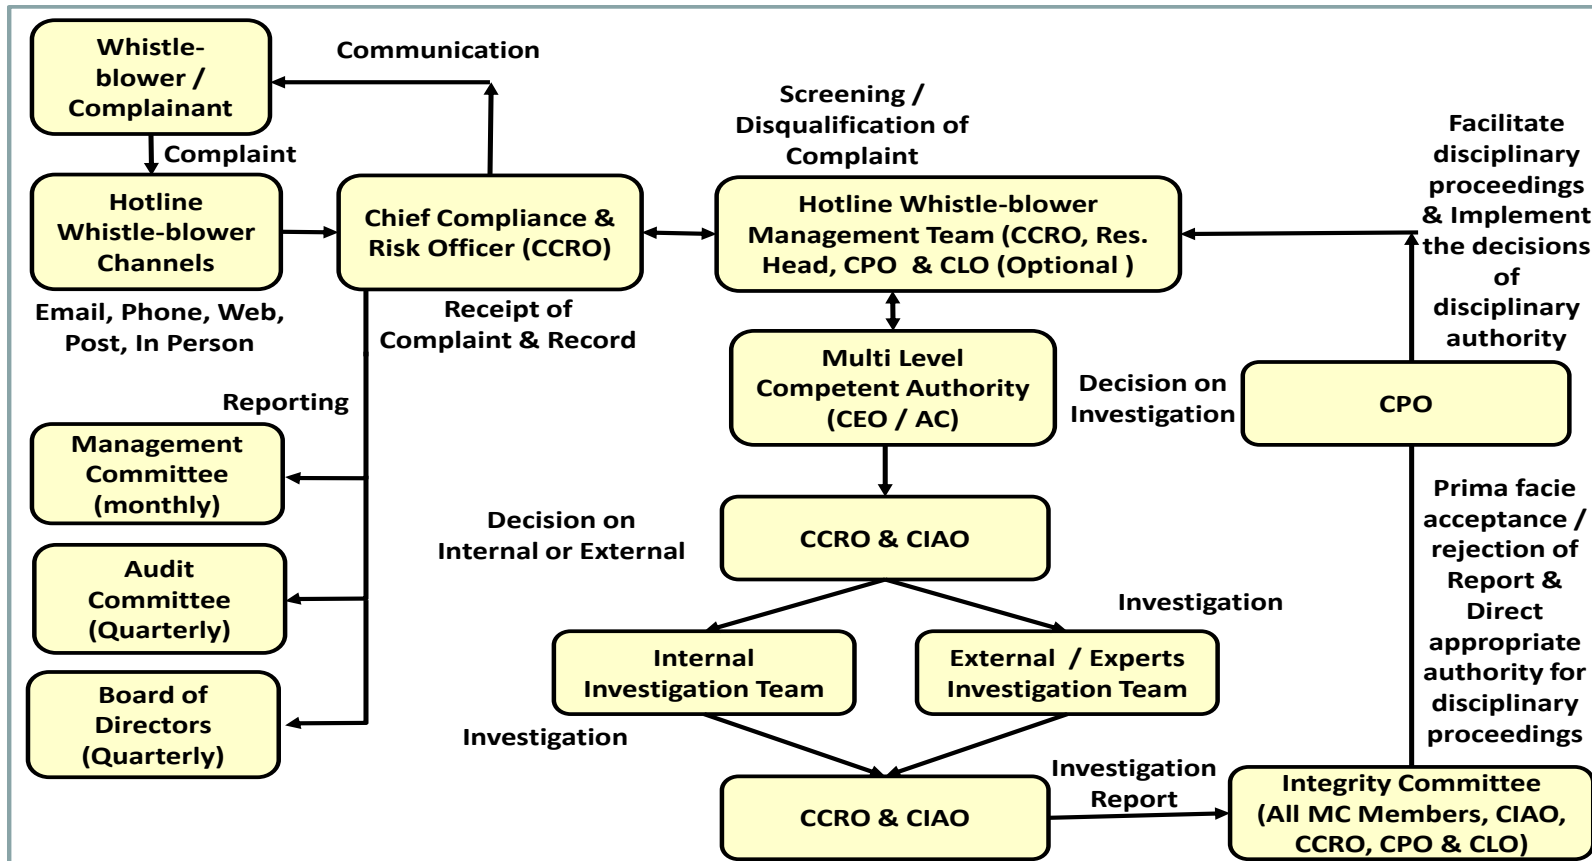 Whistle-
blower /
Complainant
Communication
Complaint
Hotline
Whistle-blower
Channels
Email, Phone, Web,
Post, In Person
Chief Compliance &
Risk Officer (CCRO)
Receipt of
Complaint & Record
Screening /
Disqualification of
Complaint
Hotline Whistle-blower
Management Team (CCRO, Res.
Head, CPO & CLO (Optional )
Multi Level
Competent Authority
(CEO / AC)
Decision on
Investigation
Facilitate
disciplinary
proceedings
& Implement
the decisions
of
disciplinary
authority
CPO
Reporting
Management
Committee
(monthly)
Audit
Committee
(Quarterly)
Board of
Directors
(Quarterly)
Decision on
Internal or External
CCRO & CIAO
Investigation
Internal
Investigation Team
External / Experts
Investigation Team
Investigation
CCRO & CIAO
Investigation
Report
Prima facie
acceptance /
rejection of
Report &
Direct
appropriate
authority for
disciplinary
proceedings
Integrity Committee
(All MC Members, CIAO,
CCRO, CPO & CLO)